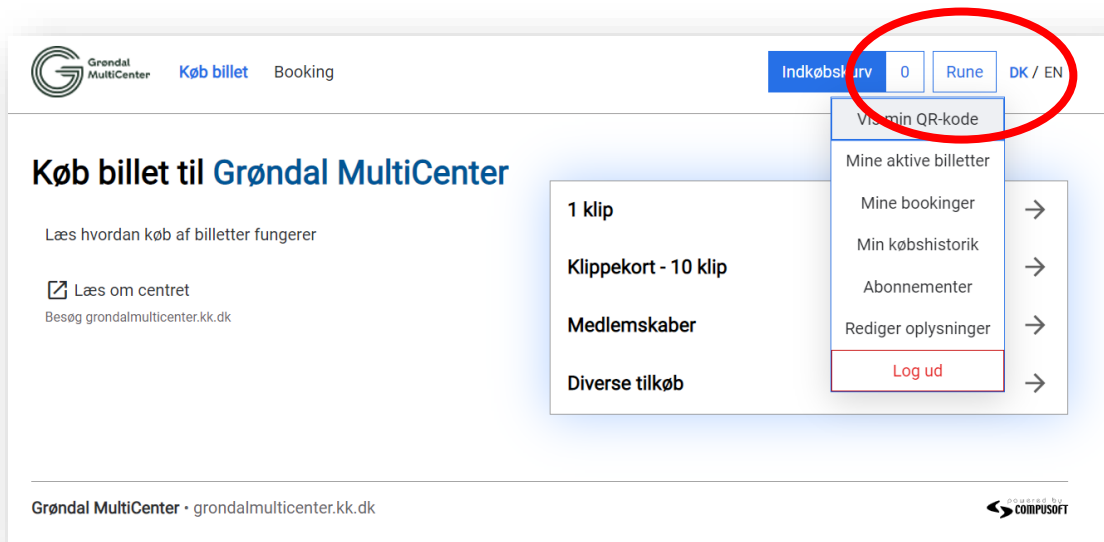 Grøndal
MultiCenter
Køb billet Booking
Indkøbskurv 0 Rune DK / EN
Køb billet til Grøndal MultiCenter
Læs hvordan køb af billetter fungerer
Læs om centret
Besøg grondalmulticenter.kk.dk
1 klip
Klippekort - 10 klip
Medlemskaber
Diverse tilkøb
Vis min QR-kode
Mine aktive billetter
Mine bookinger
Min købshistorik
Abonnementer
Rediger oplysninger
Log ud
Grøndal MultiCenter · grondalmulticenter.kk.dk
powered by
COMPUSOFT